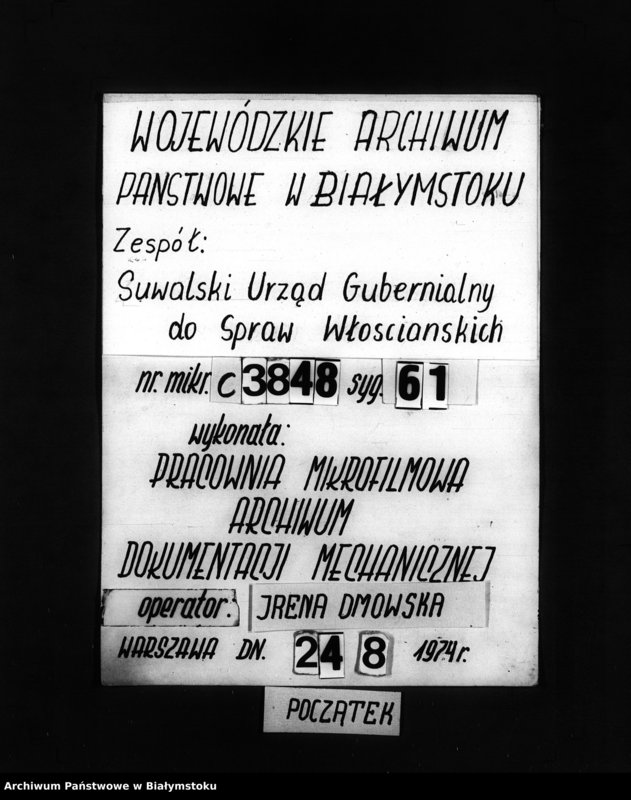 WOJEWÓDZKIE ARCHIWUM
PANSTWOWE W BIAŁYMSTOKU
Zespół:
Suwalski Urząd Gubernialny
do Spraw Włoscianskich
nr. mikr. C 3848 syg. 61
wykonała:
PRACOWNIA MIKROFILMOWA
ARCHIWUM
DOKUMENTACJI MECHANICZNEJ
operator: IRENA DMOWSKA
WARSZAWA DN. 24 8 1974 r.
POCZĄTEK
Archiwum Państwowe w Białymstoku